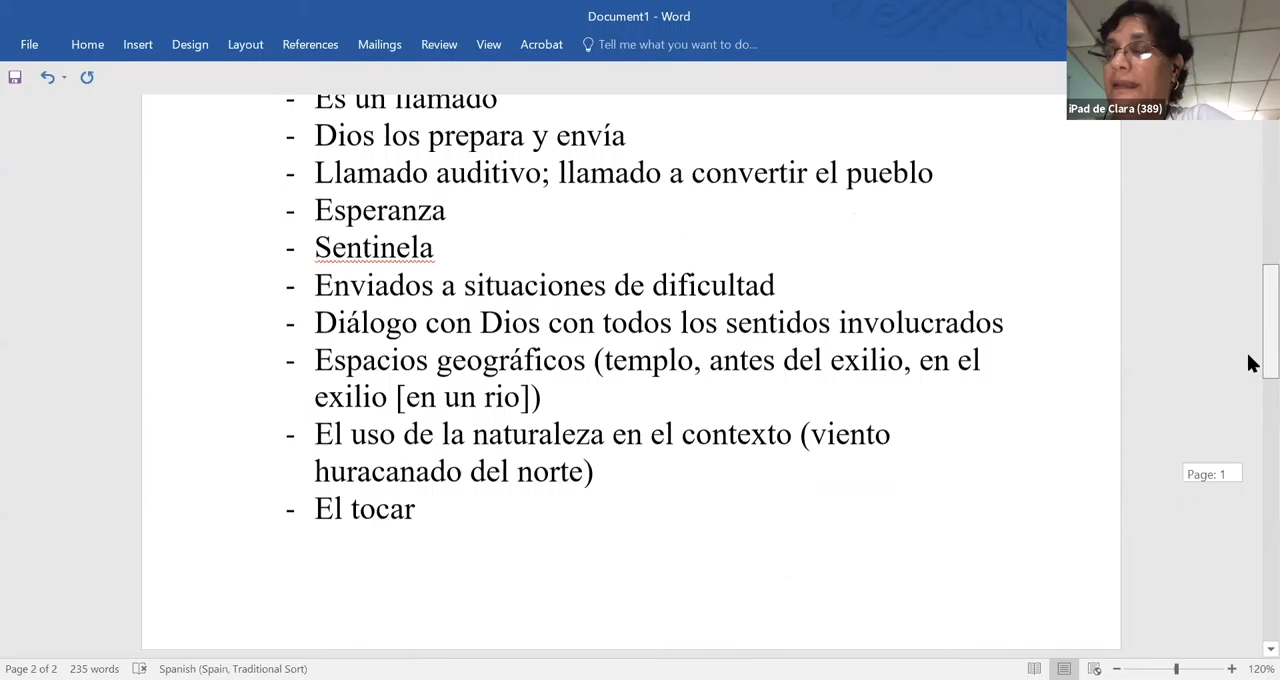 Document1 - Word
File Home Insert Design Layout References Mailings Review View Acrobat Tell me what you want to do...
iPad de Clara (389)
- Es un llamado
- Dios los prepara y envía
- Llamado auditivo; llamado a convertir el pueblo
- Esperanza
- Sentinela
- Enviados a situaciones de dificultad
- Diálogo con Dios con todos los sentidos involucrados
- Espacios geográficos (templo, antes del exilio, en el
exilio [en un rio])
- El uso de la naturaleza en el contexto (viento
huracanado del norte)
Page: 1
- El tocar
Page 2 of 2 235 words Spanish (Spain, Traditional Sort) 120%